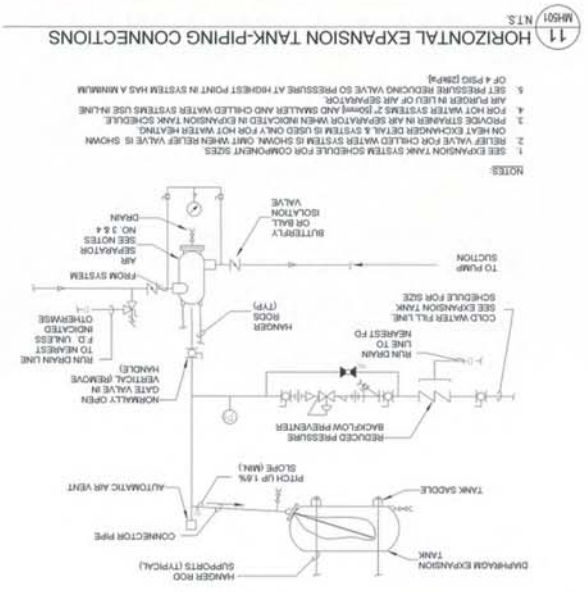 HANGER ROD
SUPPORTS (TYPICAL)
DIAPHRAGM EXPANSION
TANK
CONNECTOR PIPE
AUTOMATIC AIR VENT
TANK SADDLE
PITCH UP 1.6%
SLOPE (MIN.)
REDUCED PRESSURE
BACKFLOW PREVENTER
NORMALLY OPEN
GATE VALVE IN
VERTICAL (REMOVE
HANDLE)
RUN DRAIN
LINE TO
NEAREST FD
COLD WATER FILL LINE,
SEE EXPANSION TANK
SCHEDULE FOR SIZE
HANGER
RODS
(TYP)
RUN DRAIN LINE
TO NEAREST
F.D. UNLESS
INDICATED
OTHERWISE
FROM SYSTEM
TO PUMP
SUCTION
AIR
SEPARATOR
SEE NOTES
NO. 3 & 4
BUTTERFLY
OR BALL
ISOLATION
VALVE
DRAIN
NOTES:
1. SEE EXPANSION TANK SYSTEM SCHEDULE FOR COMPONENT SIZES.
2. RELIEF VALVE FOR CHILLED WATER SYSTEM IS SHOWN. OMIT WHEN RELIEF VALVE IS SHOWN
ON HEAT EXCHANGER DETAIL & SYSTEM IS USED ONLY FOR HOT WATER HEATING.
3. PROVIDE STRAINER IN AIR SEPARATOR WHEN INDICATED IN EXPANSION TANK SCHEDULE.
4. FOR HOT WATER SYSTEMS 2" [50mm] AND SMALLER AND CHILLED WATER SYSTEMS USE IN-LINE
AIR PURGER IN LIEU OF AIR SEPARATOR.
5. SET PRESSURE REDUCING VALVE SO PRESSURE AT HIGHEST POINT IN SYSTEM HAS A MINIMUM
OF 4 PSIG [28kPa]
11 HORIZONTAL EXPANSION TANK-PIPING CONNECTIONS
MH501 N.T.S.